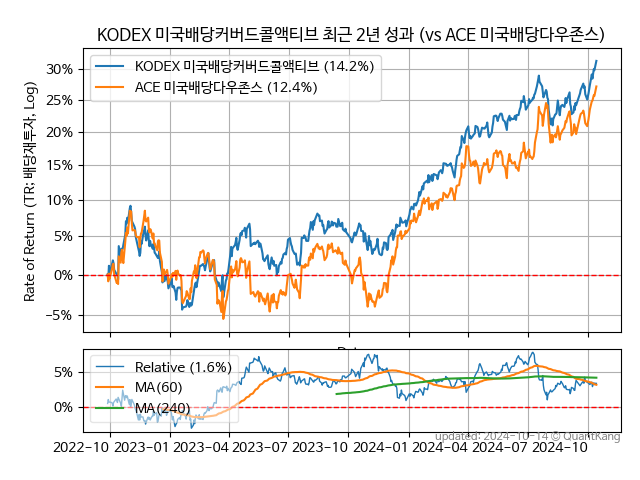 KODEX 미국배당커버드콜액티브 최근 2년 성과 (vs ACE 미국배당다우존스)
Rate of Return (TR: 배당재투자, Log)
KODEX 미국배당커버드콜액티브 (14.2%)
ACE 미국배당다우존스 (12.4%)
30%
25%
20%
15%
10%
5%
0%
−5%
Relative (1.6%)
MA(60)
MA(240)
5%
0%
2022-10 2023-01 2023-04 2023-07 2023-10 2024-01 2024-04 2024-07 2024-10
updated: 2024-10-14 © QuantKang